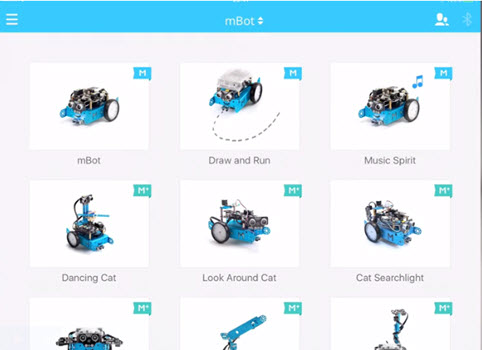 mBot
M
M
M
mBot
Draw and Run
Music Spirit
M+
M+
M+
Dancing Cat
Look Around Cat
Cat Searchlight
M+
M+
M+